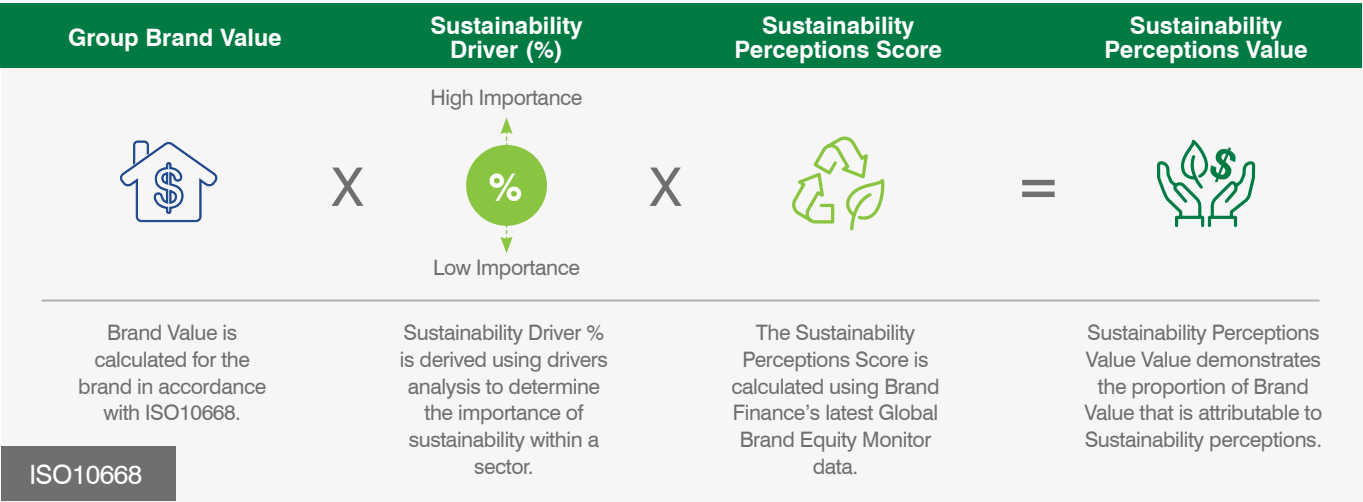 Group Brand Value
Sustainability
Driver (%)
Sustainability
Perceptions Score
Sustainability
Perceptions Value
High Importance
$
X
%
X
=
$
Low Importance
Brand Value is
calculated for the
brand in accordance
with ISO10668.
Sustainability Driver %
is derived using drivers
analysis to determine
the importance of
sustainability within a
sector.
The Sustainability
Perceptions Score is
calculated using Brand
Finance’s latest Global
Brand Equity Monitor
data.
Sustainability Perceptions
Value Value demonstrates
the proportion of Brand
Value that is attributable to
Sustainability perceptions.
ISO10668